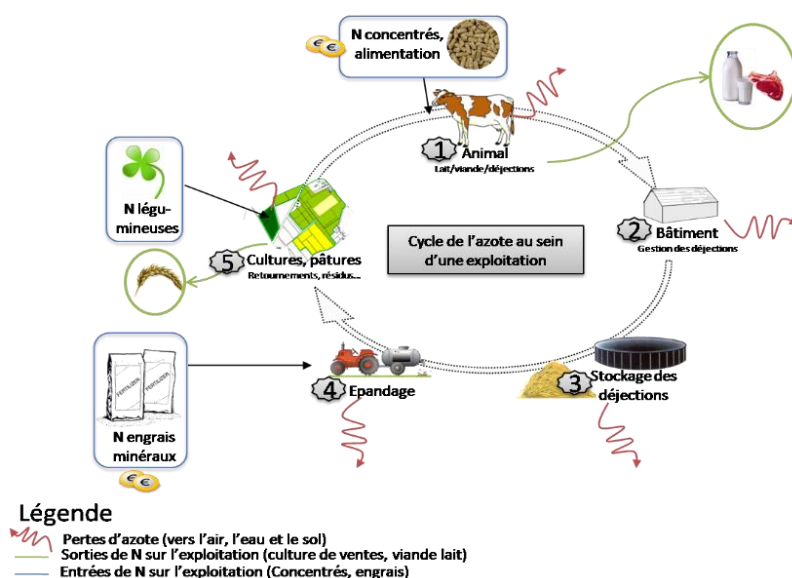 N concentrés,
alimentation
€
€
1
Animal
Lait/viande/déjections
N légu-
mineuses
2
Bâtiment
Gestion des déjections
Cycle de l'azote au sein
d'une exploitation
5
Cultures, pâtures
Retournements, résidus...
FERTILIZER
FERTILIZER
N engrais
minéraux
€
€
4
Epandage
3
Stockage des
déjections
Légende
Pertes d'azote (vers l'air, l'eau et le sol)
Sorties de N sur l'exploitation (culture de ventes, viande lait)
Entrées de N sur l'exploitation (Concentrés, engrais)